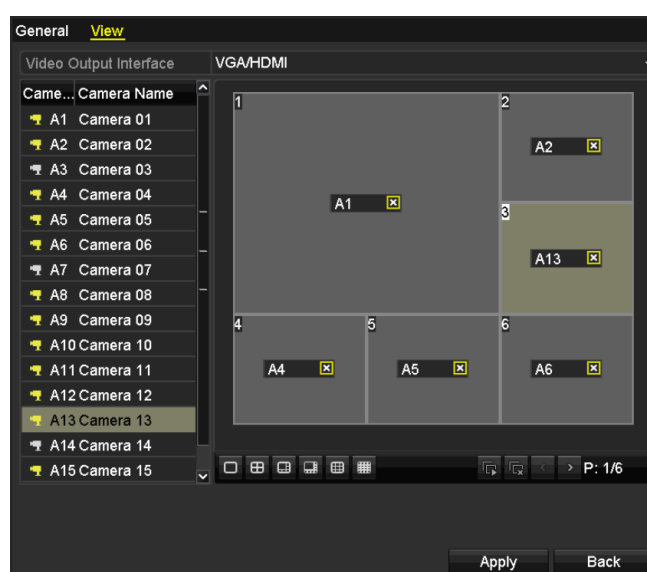 General View
Video Output Interface VGA/HDMI
Came... Camera Name
A1 Camera 01
A2 Camera 02
A3 Camera 03
A4 Camera 04
A5 Camera 05
A6 Camera 06
A7 Camera 07
A8 Camera 08
A9 Camera 09
A10 Camera 10
A11 Camera 11
A12 Camera 12
A13 Camera 13
A14 Camera 14
A15 Camera 15
1
A1
2
A2
3
A13
4
A4
5
A5
6
A6
P: 1/6
Apply Back